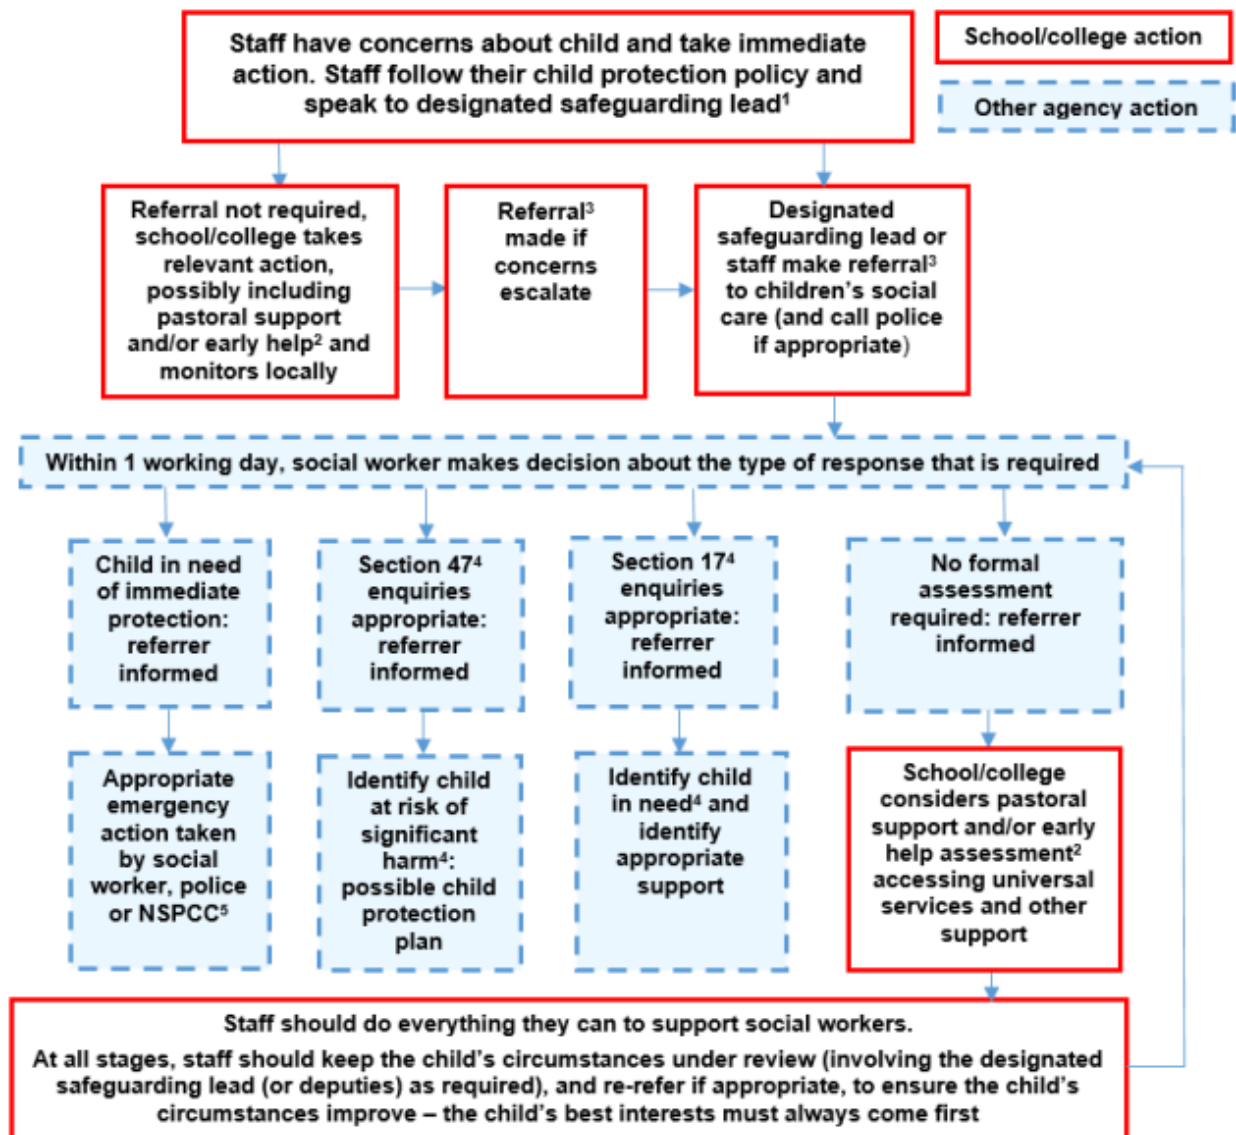 Staff have concerns about child and take immediate
action. Staff follow their child protection policy and
speak to designated safeguarding lead¹
School/college action
Other agency action
Referral not required,
school/college takes
relevant action,
possibly including
pastoral support
and/or early help² and
monitors locally
Referral³
made if
concerns
escalate
Designated
safeguarding lead or
staff make referral³
to children’s social
care (and call police
if appropriate)
Within 1 working day, social worker makes decision about the type of response that is required
Child in need
of immediate
protection:
referrer
informed
Section 47⁴
enquiries
appropriate:
referrer
informed
Section 17⁴
enquiries
appropriate:
referrer
informed
No formal
assessment
required: referrer
informed
Appropriate
emergency
action taken
by social
worker, police
or NSPCC⁵
Identify child
at risk of
significant
harm⁴:
possible child
protection
plan
Identify child
in need⁴ and
identify
appropriate
support
School/college
considers pastoral
support and/or early
help assessment²
accessing universal
services and other
support
Staff should do everything they can to support social workers.
At all stages, staff should keep the child’s circumstances under review (involving the designated
safeguarding lead (or deputies) as required), and re-refer if appropriate, to ensure the child’s
circumstances improve – the child’s best interests must always come first